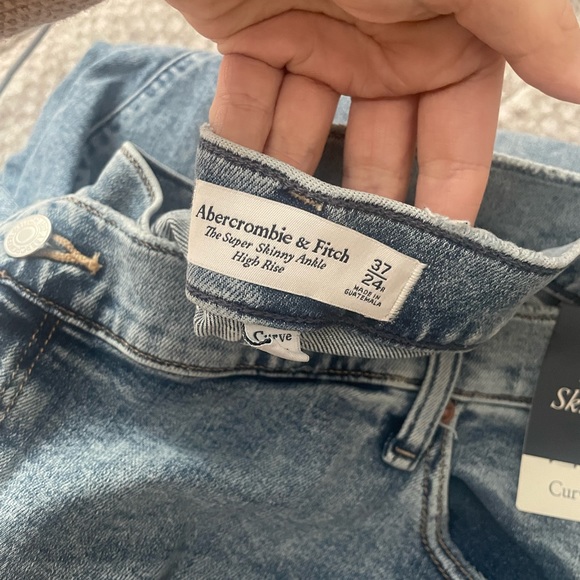 Abercrombie & Fitch
The Super Skinny Ankle
High Rise
37
24R
MADE IN
GUATEMALA
Curve
Sk
Cur